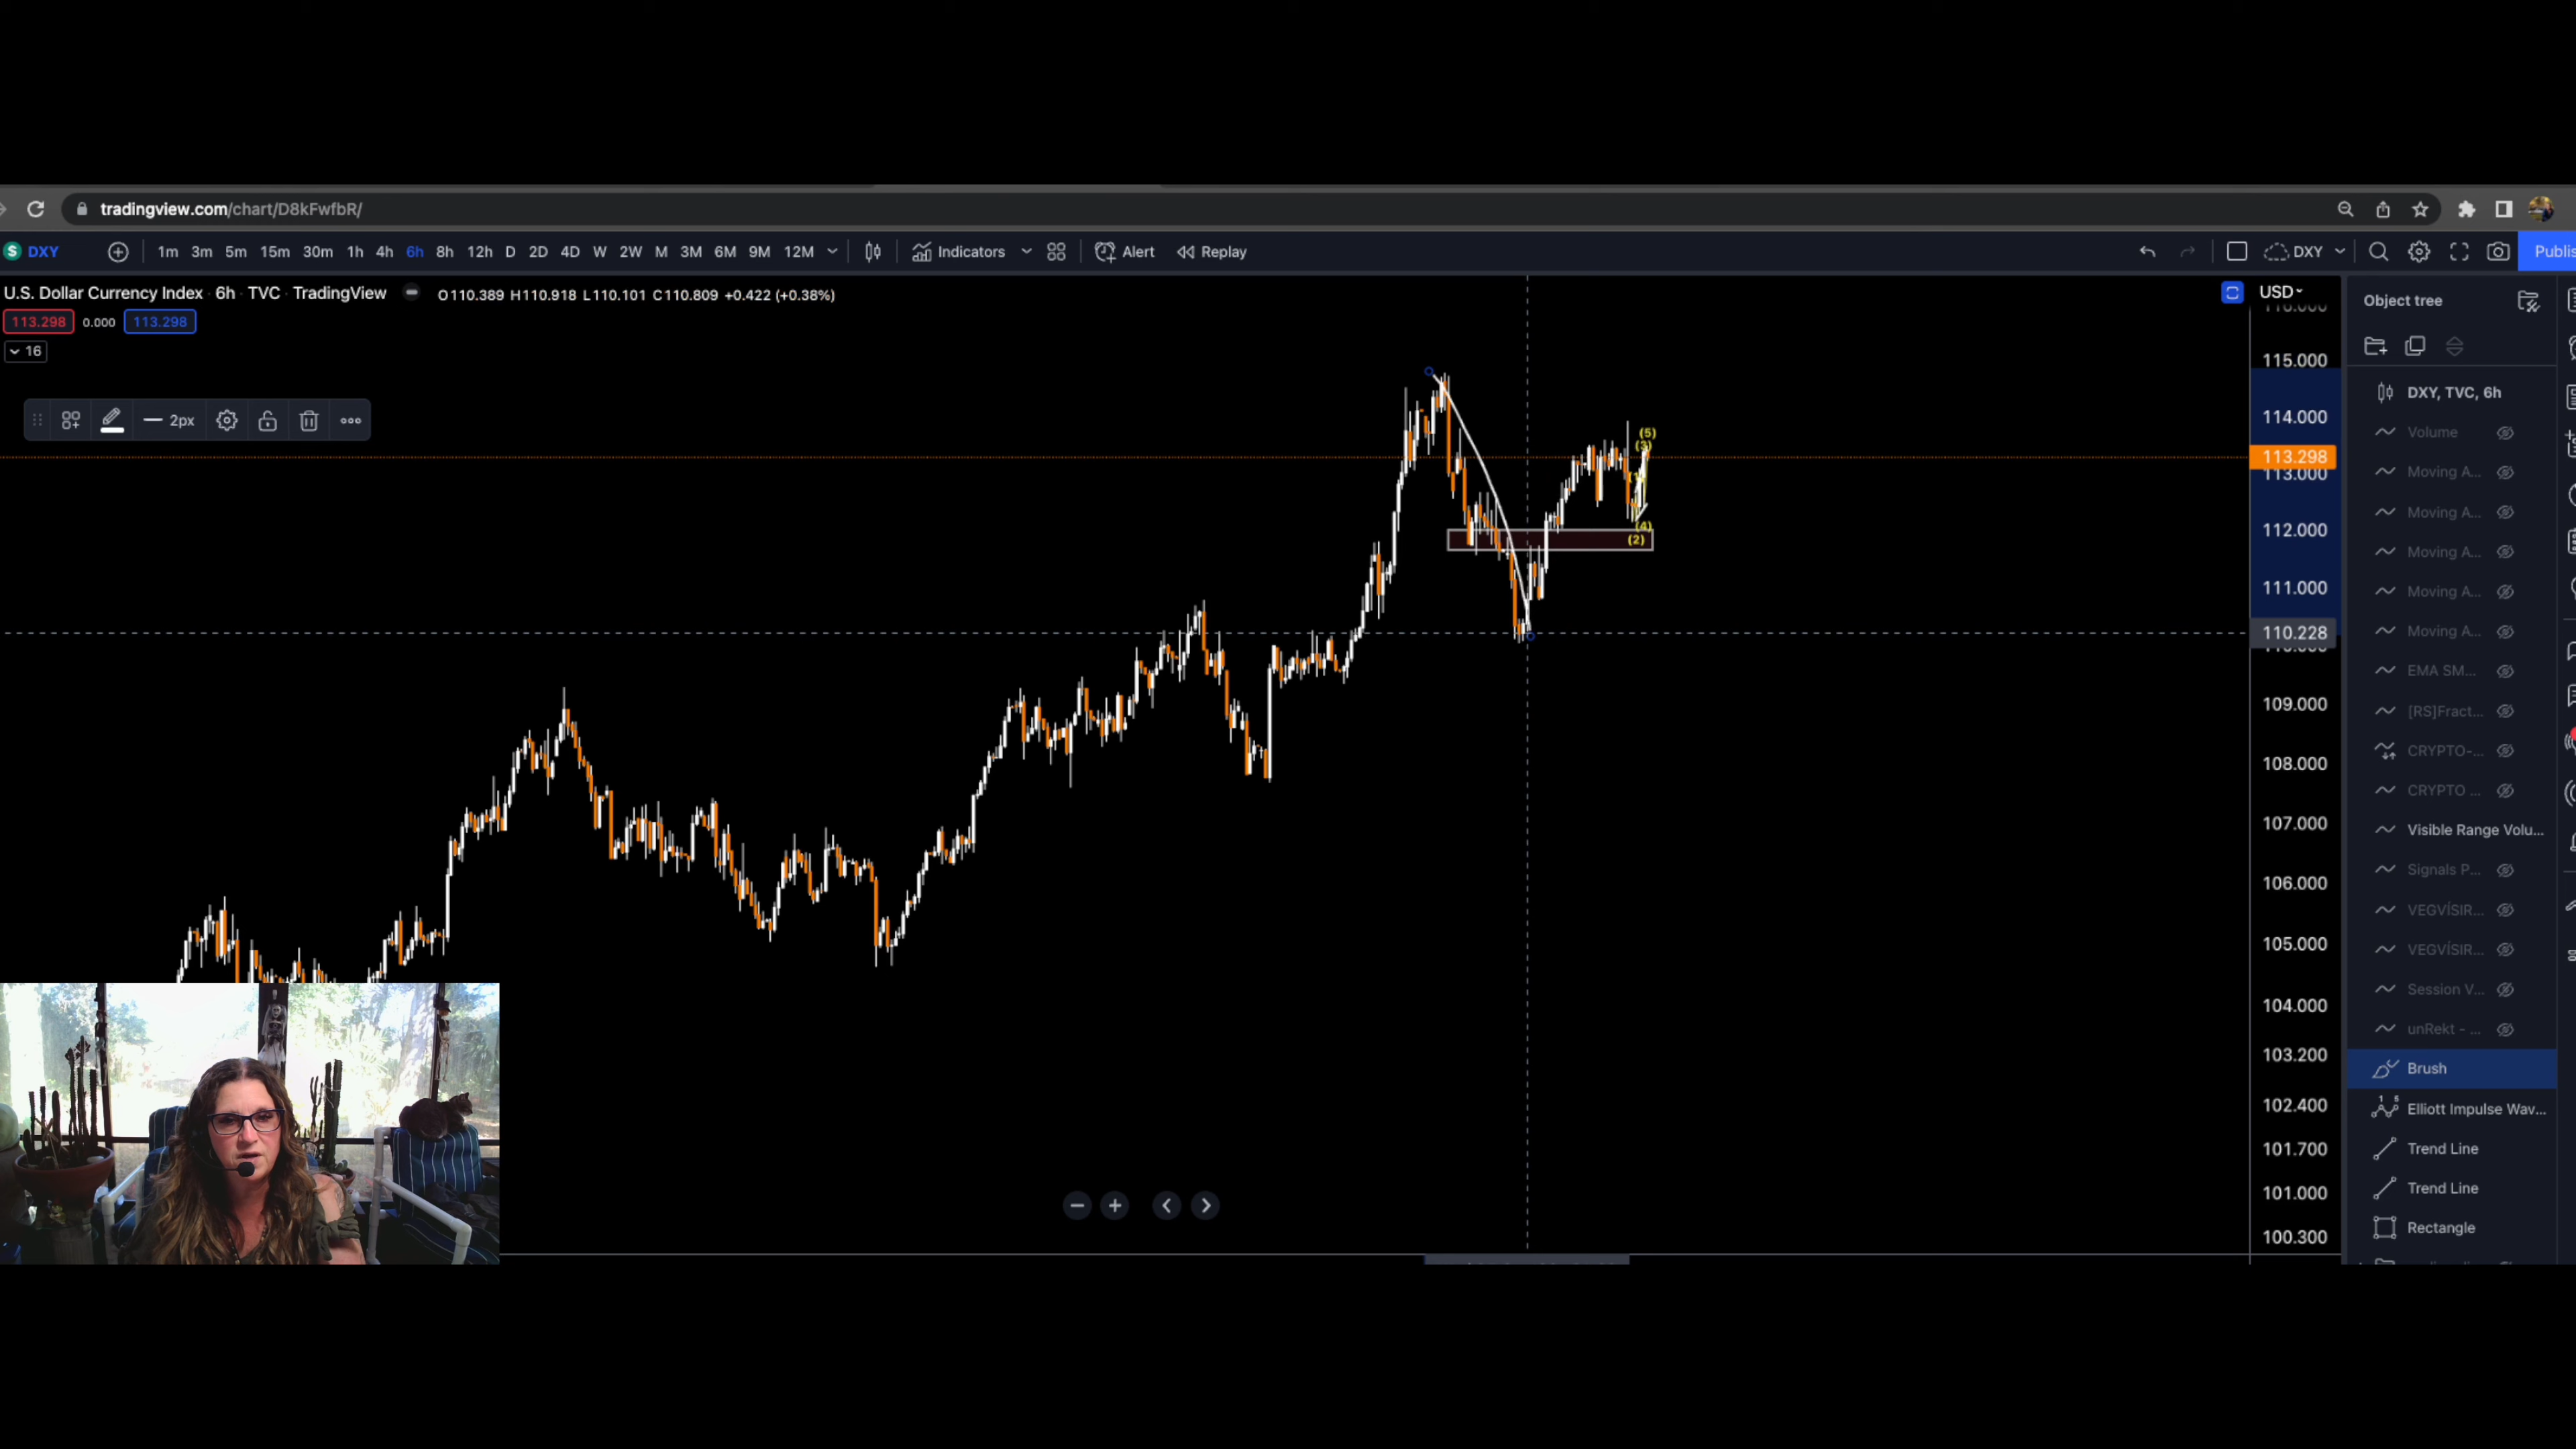 tradingview.com/chart/D8kFwfbR/
DXY 1m 3m 5m 15m 30m 1h 4h 6h 8h 12h D 2D 4D W 2W M 3M 6M 9M 12M Indicators Alert Replay DXY
U.S. Dollar Currency Index · 6h · TVC · TradingView O110.389 H110.918 L110.101 C110.809 +0.422 (+0.38%)
113.298 0.000 113.298
16
2px
(5)
(3)
(4)
(2)
USD
115.000
114.000
113.298
113.000
112.000
111.000
110.228
109.000
108.000
107.000
106.000
105.000
104.000
103.200
102.400
101.700
101.000
100.300
Object tree
DXY, TVC, 6h
Volume
Moving A...
Moving A...
Moving A...
Moving A...
Moving A...
EMA SM...
[RS]Fract...
CRYPTO-...
CRYPTO ...
Visible Range Volu...
Signals P...
VEGVÍSIR...
VEGVÍSIR...
Session V...
unRekt - ...
Brush
Elliott Impulse Wav...
Trend Line
Trend Line
Rectangle